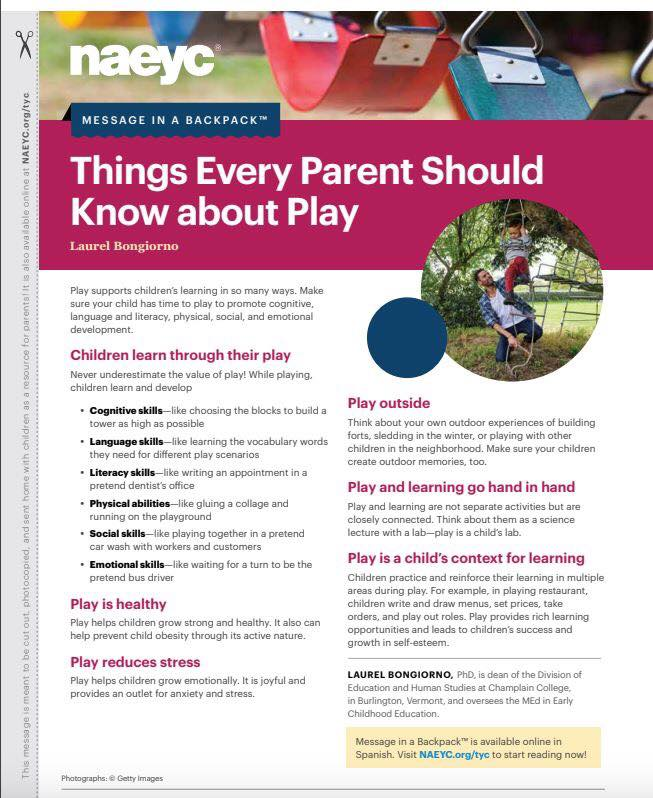 naeyc®
MESSAGE IN A BACKPACK™
Things Every Parent Should
Know about Play
Laurel Bongiorno
This message is meant to be cut out, photocopied, and sent home with children as a resource for parents! It is also available online at NAEYC.org/tyc
Play supports children's learning in so many ways. Make
sure your child has time to play to promote cognitive,
language and literacy, physical, social, and emotional
development.
Children learn through their play
Never underestimate the value of play! While playing,
children learn and develop
• Cognitive skills—like choosing the blocks to build a
tower as high as possible
• Language skills—like learning the vocabulary words
they need for different play scenarios
• Literacy skills—like writing an appointment in a
pretend dentist's office
• Physical abilities—like gluing a collage and
running on the playground
• Social skills—like playing together in a pretend
car wash with workers and customers
• Emotional skills—like waiting for a turn to be the
pretend bus driver
Play is healthy
Play helps children grow strong and healthy. It also can
help prevent child obesity through its active nature.
Play reduces stress
Play helps children grow emotionally. It is joyful and
provides an outlet for anxiety and stress.
Play outside
Think about your own outdoor experiences of building
forts, sledding in the winter, or playing with other
children in the neighborhood. Make sure your children
create outdoor memories, too.
Play and learning go hand in hand
Play and learning are not separate activities but are
closely connected. Think about them as a science
lecture with a lab—play is a child's lab.
Play is a child's context for learning
Children practice and reinforce their learning in multiple
areas during play. For example, in playing restaurant,
children write and draw menus, set prices, take
orders, and play out roles. Play provides rich learning
opportunities and leads to children's success and
growth in self-esteem.
LAUREL BONGIORNO, PhD, is dean of the Division of
Education and Human Studies at Champlain College,
in Burlington, Vermont, and oversees the MEd in Early
Childhood Education.
Message in a Backpack™ is available online in
Spanish. Visit NAEYC.org/tyc to start reading now!
Photographs: © Getty Images